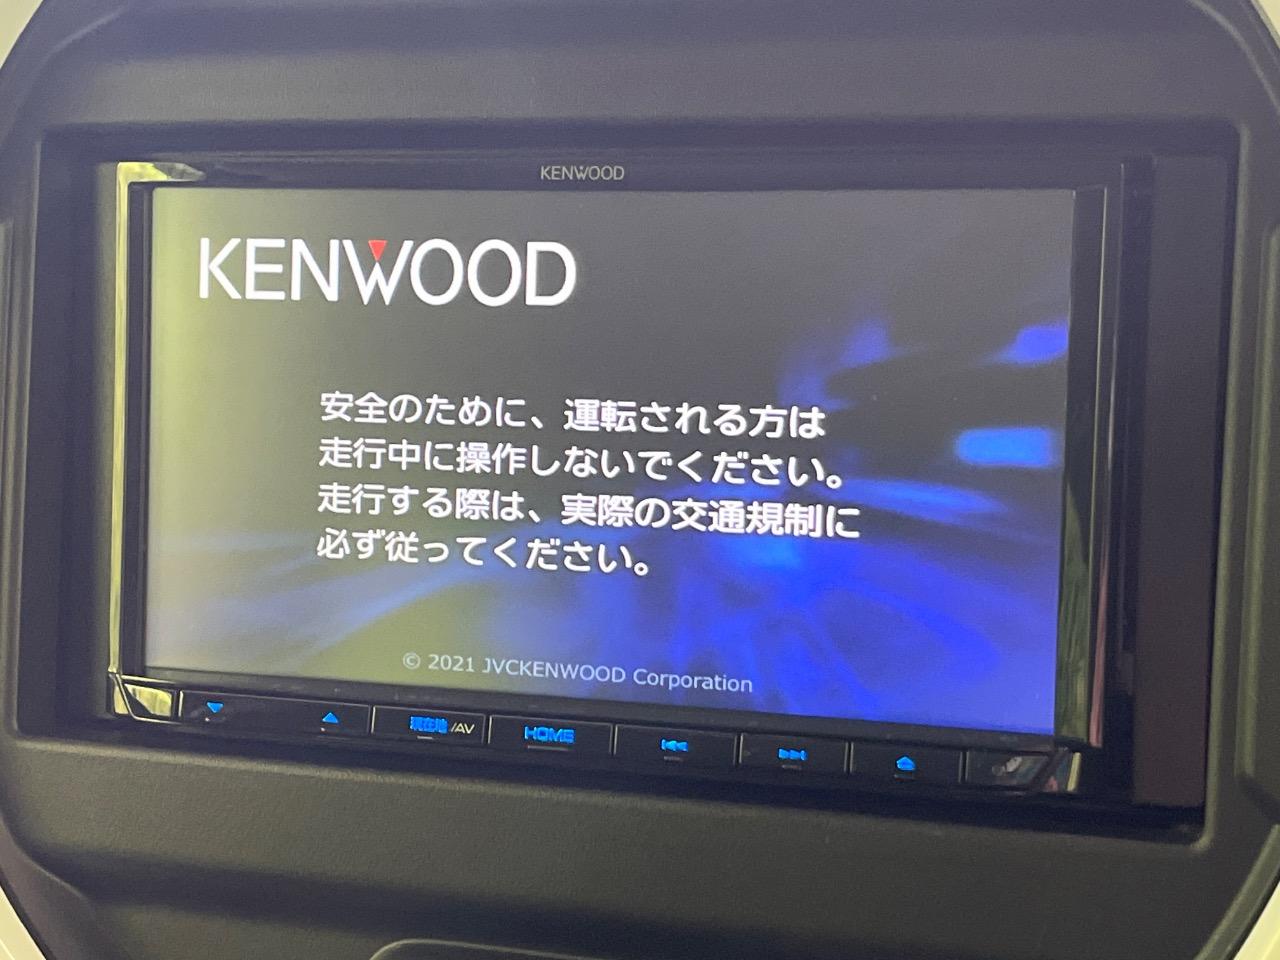 KENWOOD
KENWOOD
安全のために、運転される方は
走行中に操作しないでください。
走行する際は、実際の交通規制に
必ず従ってください。
© 2021 JVCKENWOOD Corporation
現在地/AV
HOME